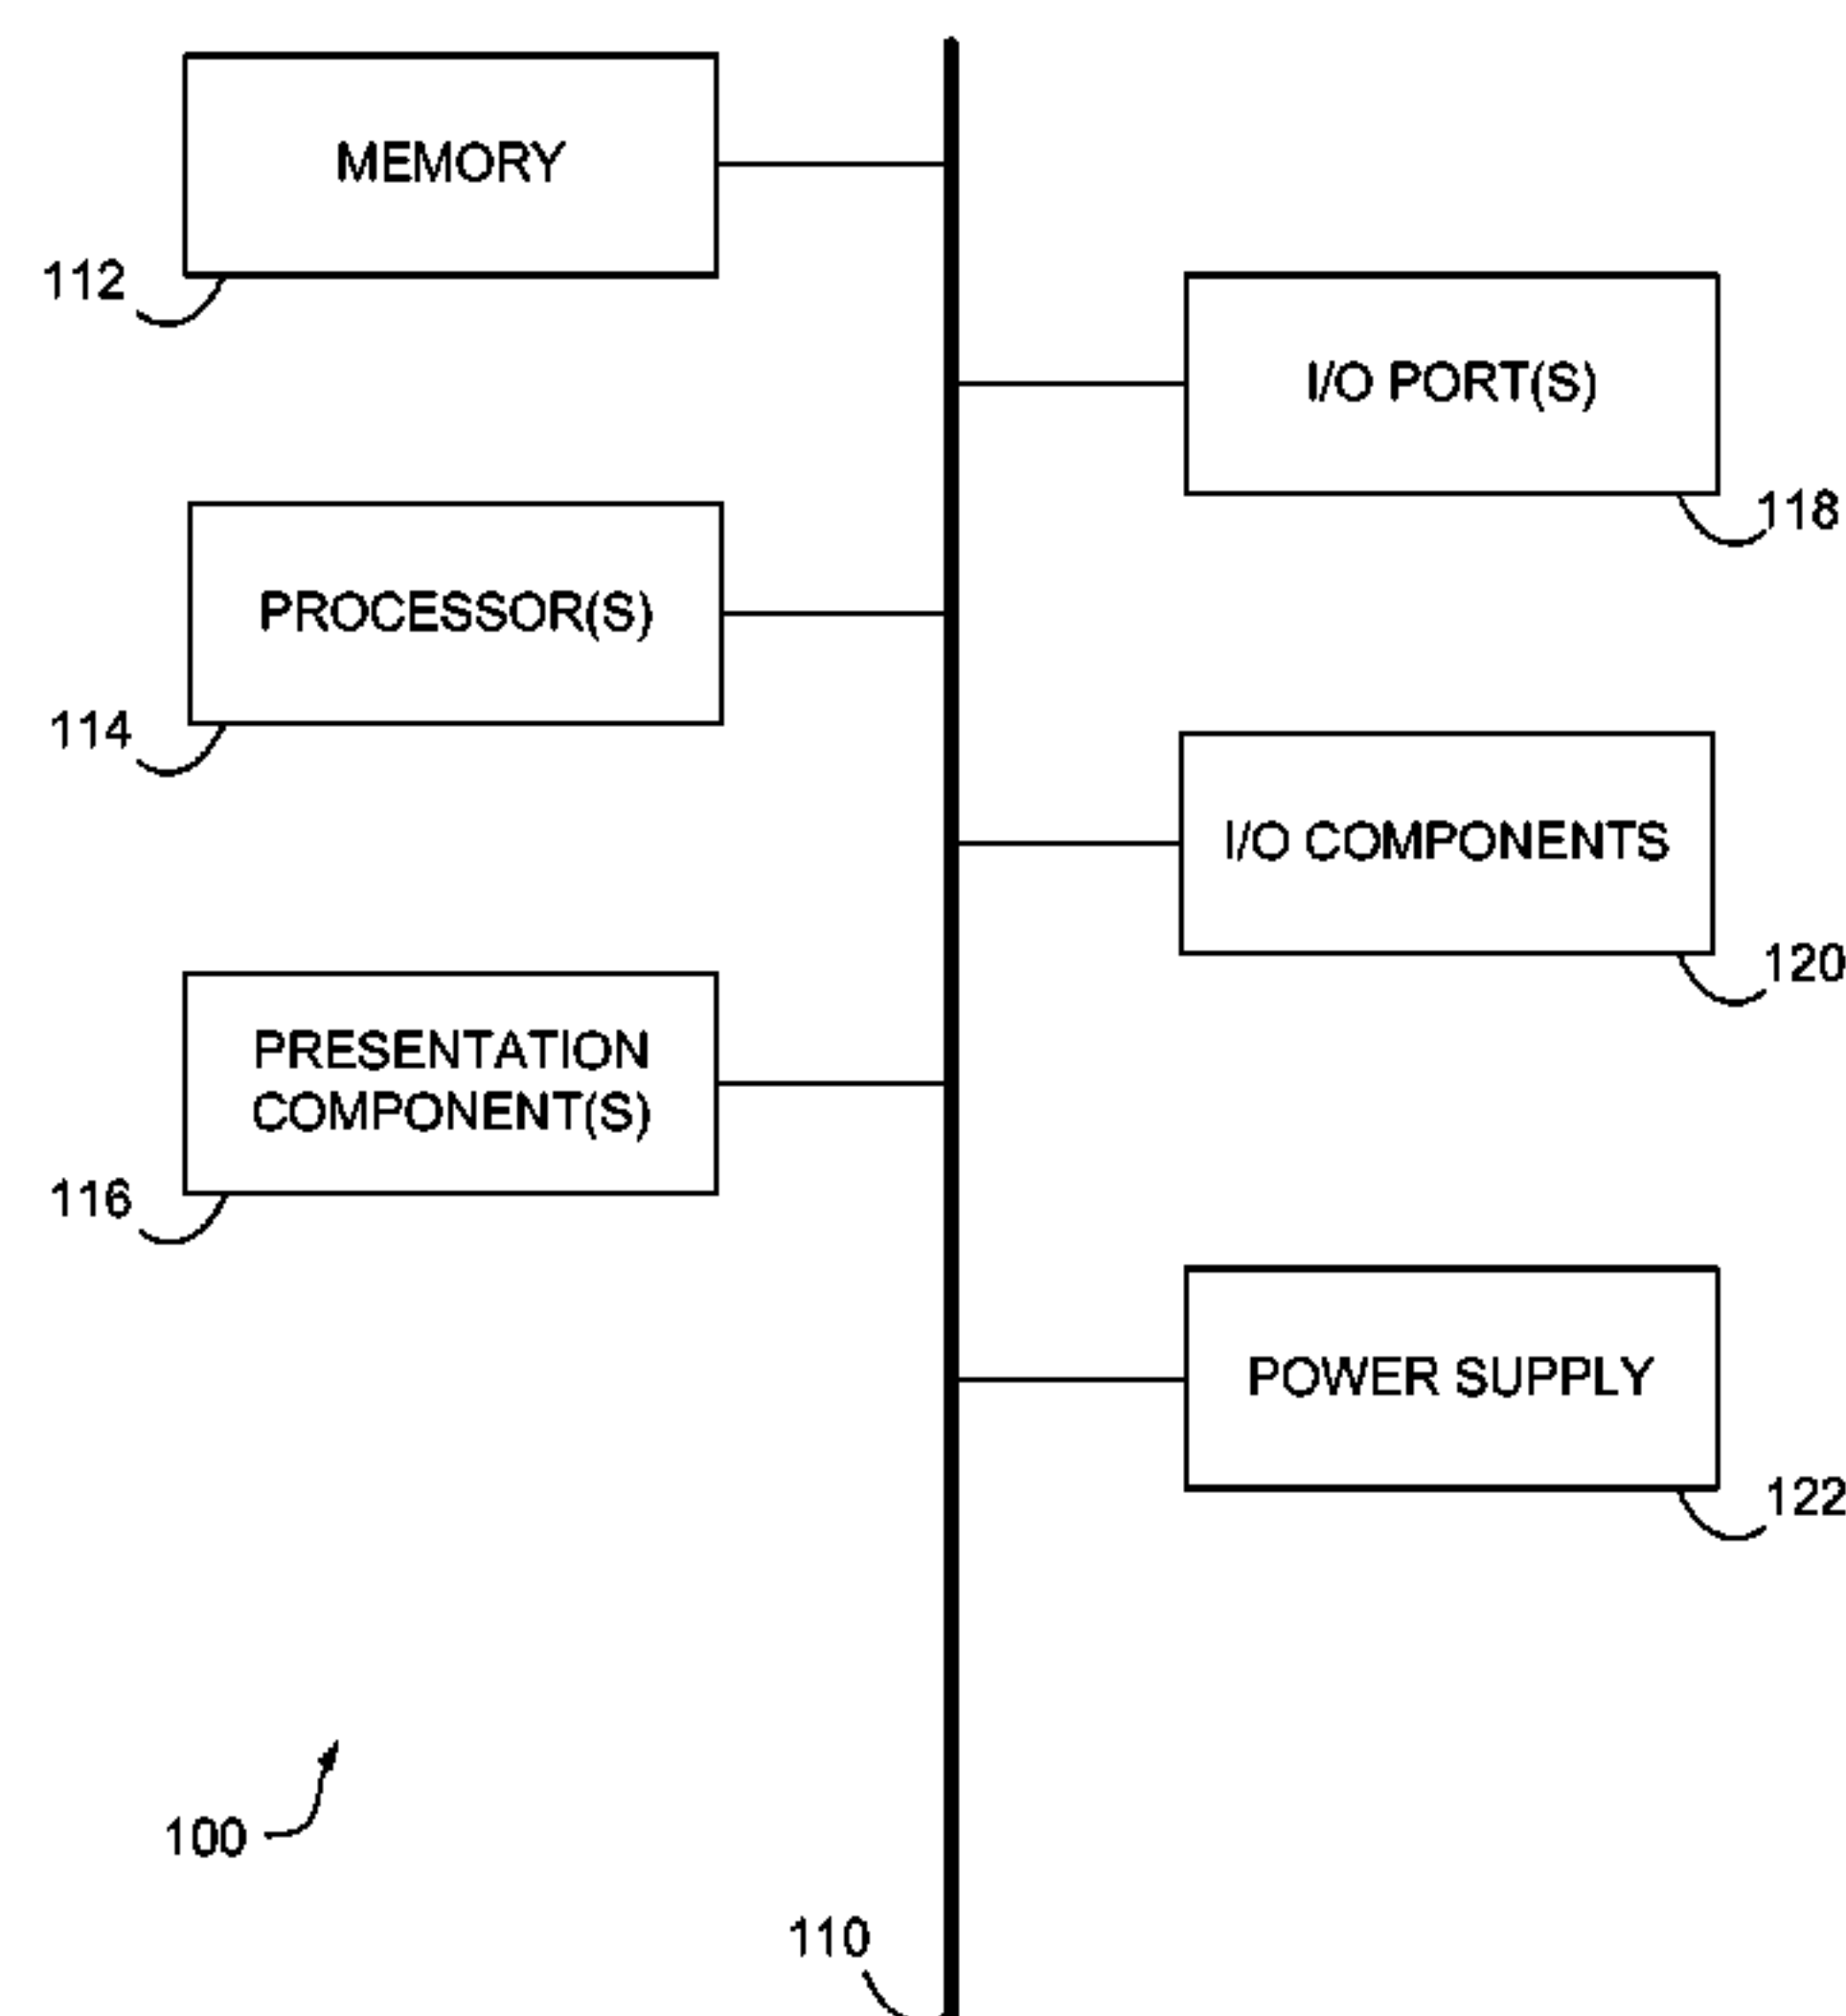 MEMORY
112
I/O PORT(S)
118
PROCESSOR(S)
114
I/O COMPONENTS
120
PRESENTATION
COMPONENT(S)
116
POWER SUPPLY
122
100
110